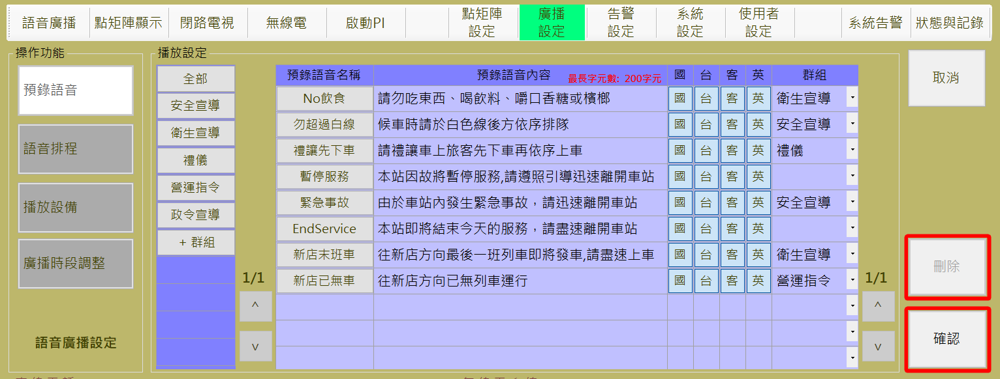 語音廣播 點矩陣顯示 閉路電視 無線電 啟動PI 點矩陣設定 廣播設定 告警設定 系統設定 使用者設定 系統告警 狀態與記錄
操作功能
預錄語音
語音排程
播放設備
廣播時段調整
語音廣播設定
播放設定
全部
安全宣導
衛生宣導
禮儀
營運指令
政令宣導
+ 群組
1/1
^
v
預錄語音名稱 預錄語音內容 最長字元數: 200字元 國 台 客 英 群組
No飲食 請勿吃東西、喝飲料、嚼口香糖或檳榔 國 台 客 英 衛生宣導
勿超過白線 候車時請於白色線後方依序排隊 國 台 客 英 安全宣導
禮讓先下車 請禮讓車上旅客先下車再依序上車 國 台 客 英 禮儀
暫停服務 本站因故將暫停服務,請遵照引導迅速離開車站 國 台 客 英
緊急事故 由於車站內發生緊急事故，請迅速離開車站 國 台 客 英 安全宣導
EndService 本站即將結束今天的服務，請盡速離開車站 國 台 客 英
新店末班車 往新店方向最後一班列車即將發車,請盡速上車 國 台 客 英 衛生宣導
新店已無車 往新店方向已無列車運行 國 台 客 英 營運指令
1/1
^
v
取消
刪除
確認